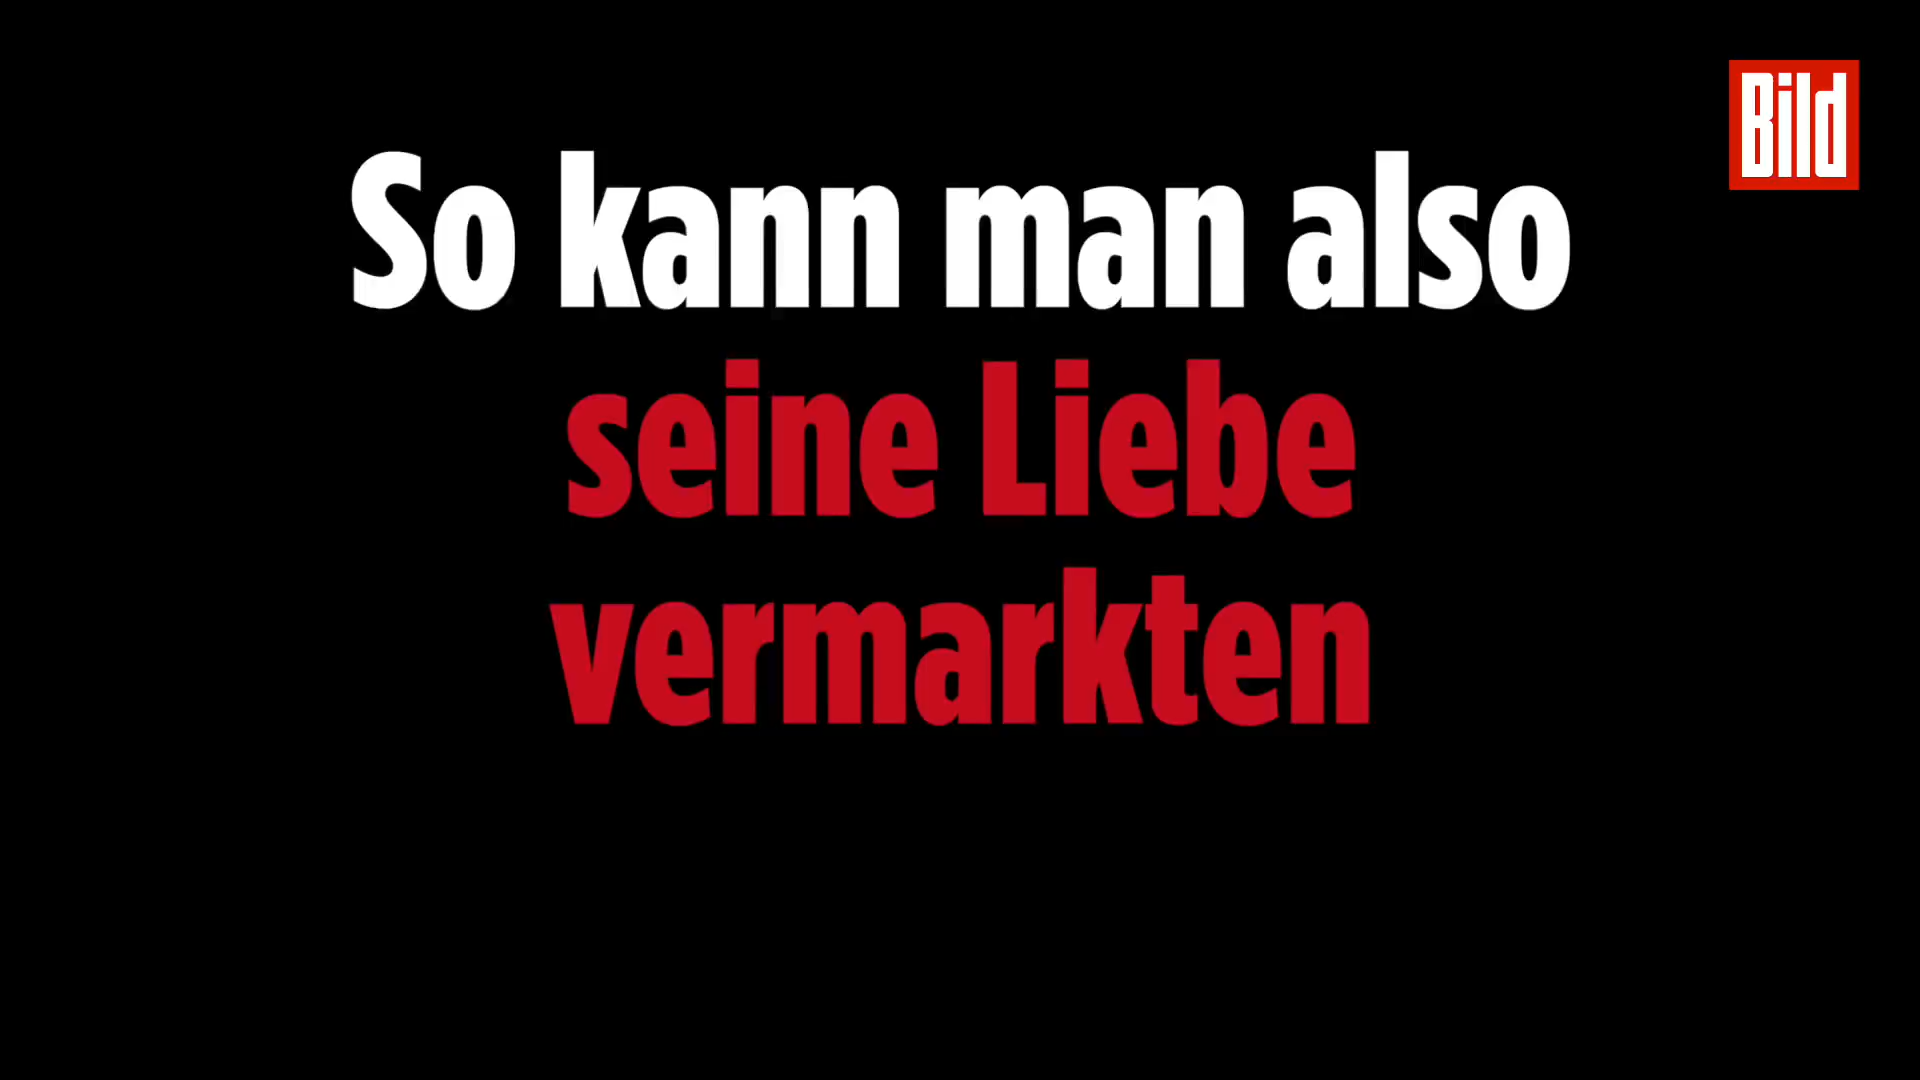 Bild
So kann man also
seine Liebe
vermarkten